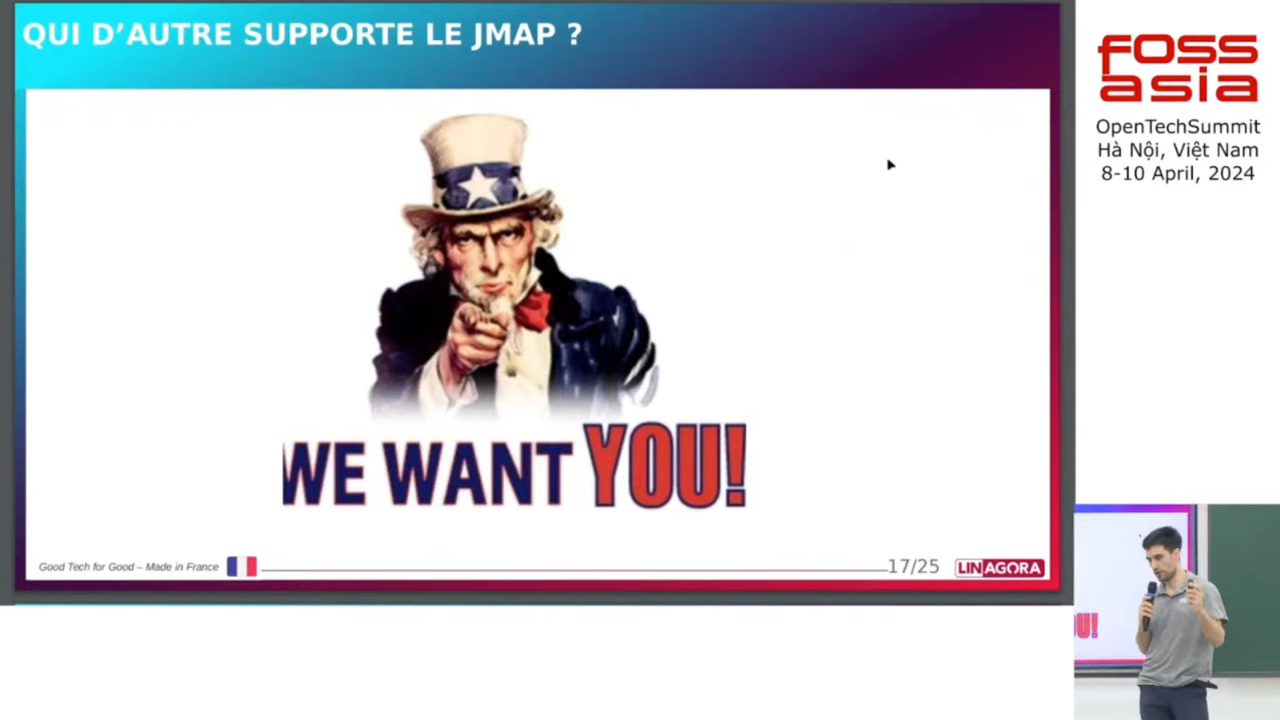 QUI D’AUTRE SUPPORTE LE JMAP ?
WE WANT YOU!
Good Tech for Good – Made in France
17/25
LINAGORA
FOSS
asia
OpenTechSummit
Hà Nội, Việt Nam
8-10 April, 2024
OU!